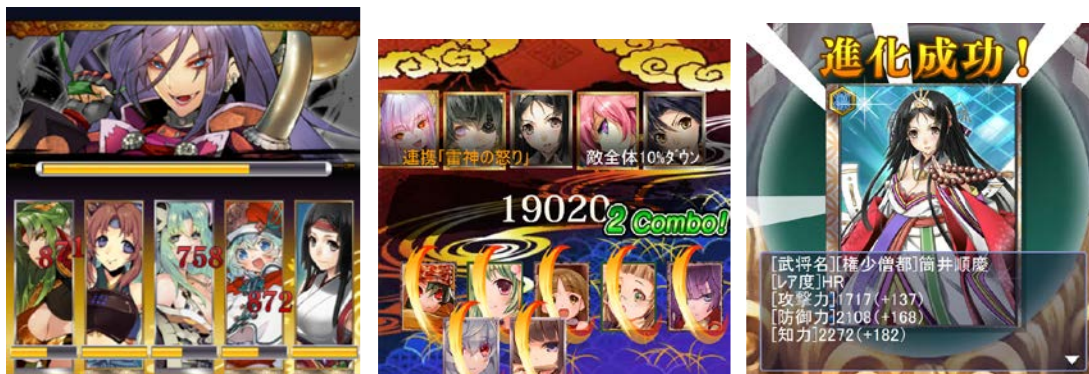 871
758
872
連携「雷神の怒り」 敵全体10%ダウン
19020
2 Combo!
進化成功！
[武将名][権少僧都]筒井順慶
[レア度]HR
[攻撃力]1717(+137)
[防御力]2108(+168)
[知力]2272(+182)